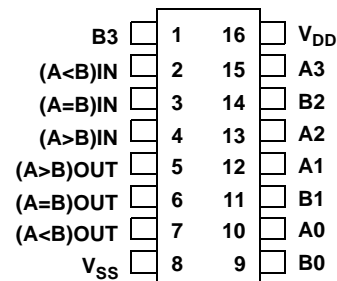 B3 1 16 VDD
(A<B)IN 2 15 A3
(A=B)IN 3 14 B2
(A>B)IN 4 13 A2
(A>B)OUT 5 12 A1
(A=B)OUT 6 11 B1
(A<B)OUT 7 10 A0
VSS 8 9 B0